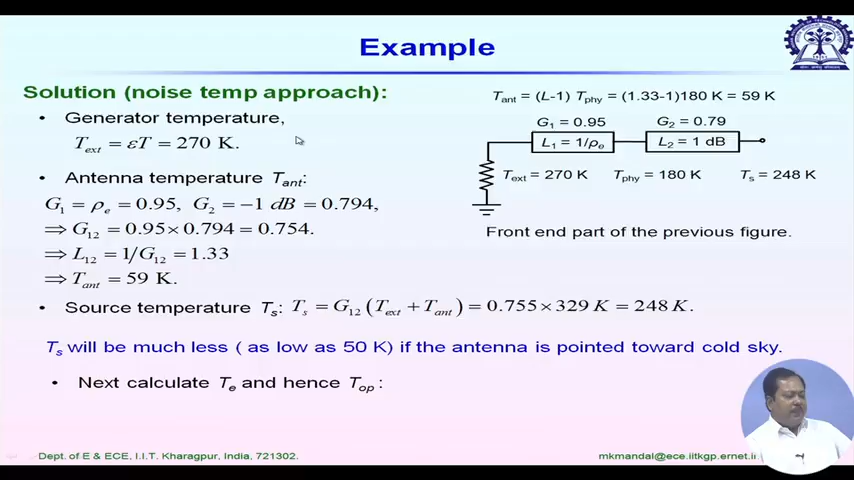 Example
Solution (noise temp approach):
• Generator temperature,
T_ext = εT = 270 K.
• Antenna temperature T_ant:
G_1 = ρ_e = 0.95, G_2 = −1 dB = 0.794,
⇒ G_12 = 0.95×0.794 = 0.754.
⇒ L_12 = 1/G_12 = 1.33
⇒ T_ant = 59 K.
T_ant = (L-1) T_phy = (1.33-1)180 K = 59 K
G_1 = 0.95 G_2 = 0.79
L_1 = 1/ρ_e L_2 = 1 dB
T_ext = 270 K T_phy = 180 K T_s = 248 K
Front end part of the previous figure.
• Source temperature T_s: T_s = G_12 (T_ext + T_ant) = 0.755×329 K = 248 K.
T_s will be much less ( as low as 50 K) if the antenna is pointed toward cold sky.
• Next calculate T_e and hence T_op :
Dept. of E & ECE, I.I.T. Kharagpur, India, 721302.
mkmandal@ece.iitkgp.ernet.in